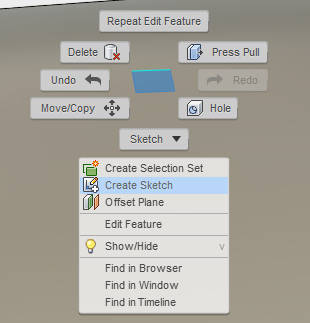 Repeat Edit Feature
Delete
Press Pull
Undo
Redo
Move/Copy
Hole
Sketch
Create Selection Set
Create Sketch
Offset Plane
Edit Feature
Show/Hide
Find in Browser
Find in Window
Find in Timeline